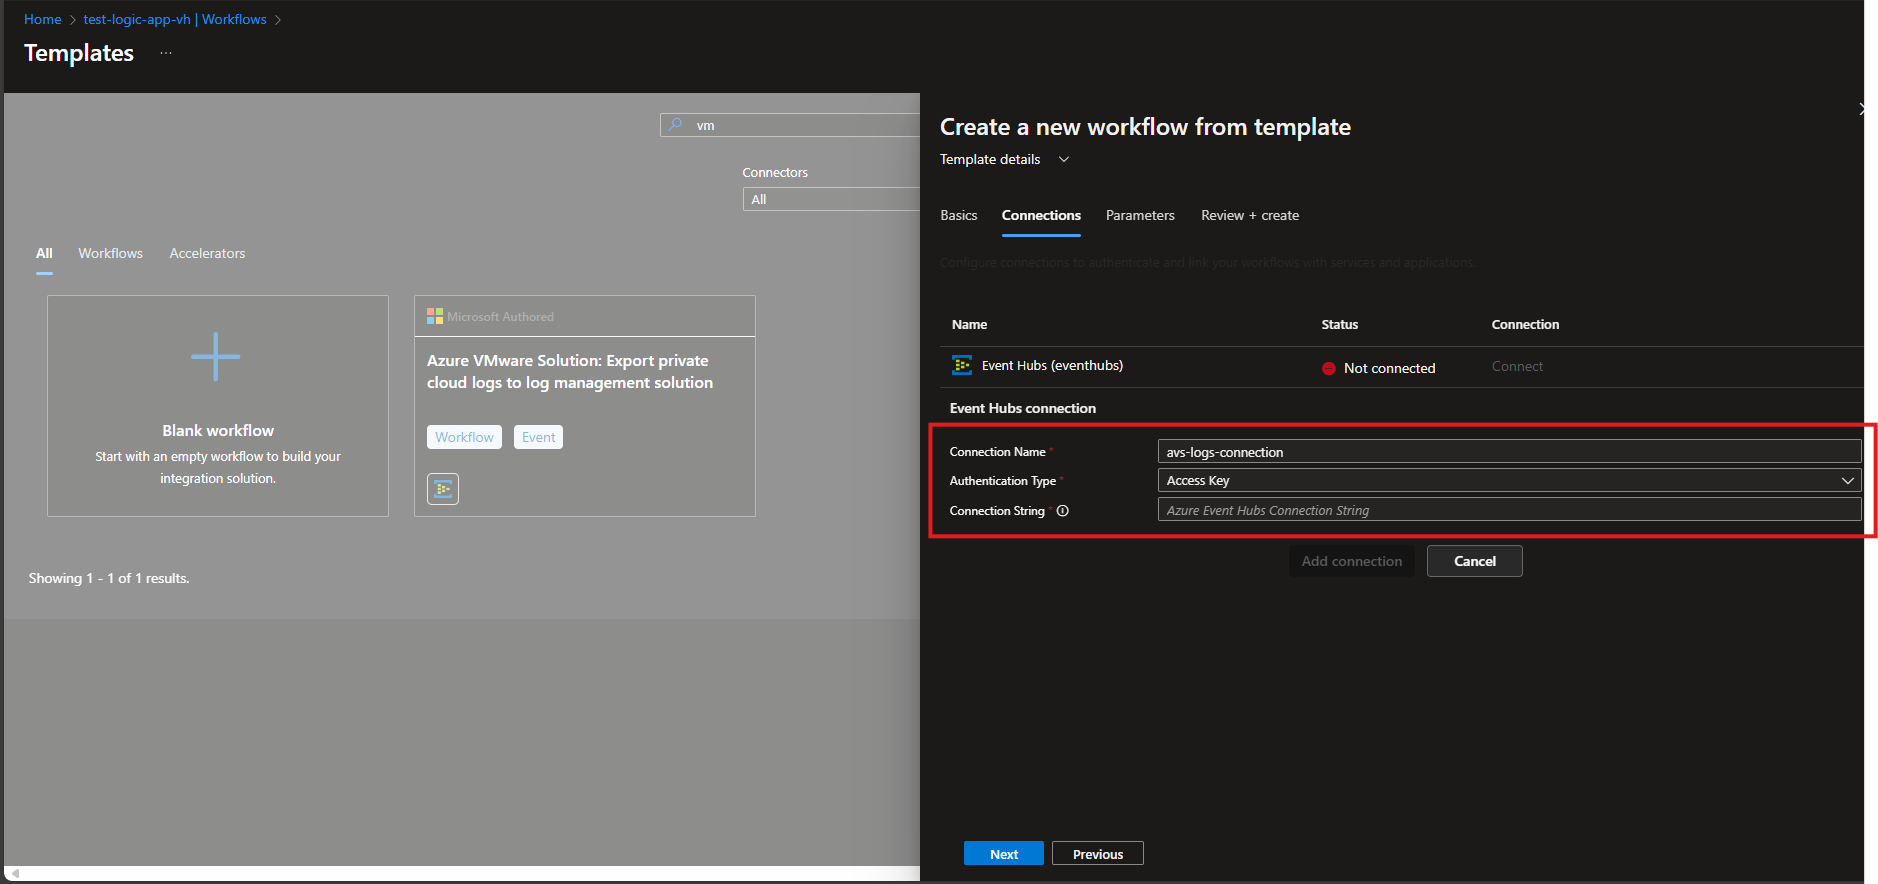 Home > test-logic-app-vh | Workflows >
Templates ...
vm
Connectors
All
All Workflows Accelerators
Blank workflow
Start with an empty workflow to build your
integration solution.
Microsoft Authored
Azure VMware Solution: Export private
cloud logs to log management solution
Workflow Event
Showing 1 - 1 of 1 results.
Create a new workflow from template
Template details
Basics Connections Parameters Review + create
Configure connections to authenticate and link your workflows with services and applications.
Name Status Connection
Event Hubs (eventhubs) Not connected Connect
Event Hubs connection
Connection Name * avs-logs-connection
Authentication Type * Access Key
Connection String * Azure Event Hubs Connection String
Add connection Cancel
Next Previous